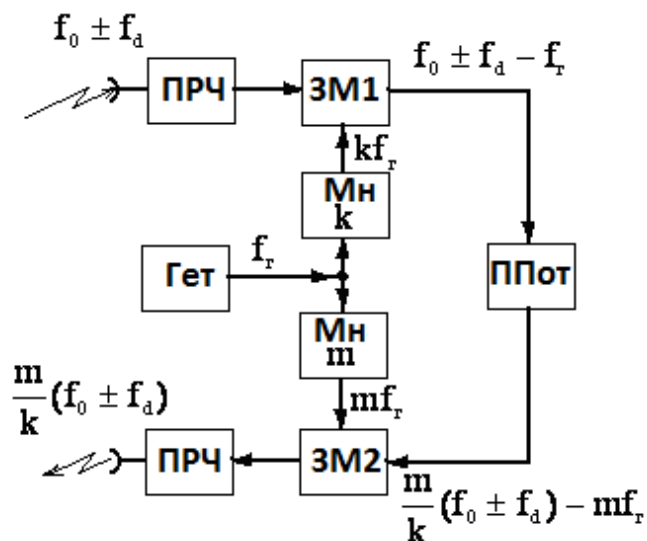 f₀ ± f_d
ПРЧ
ЗМ1
f₀ ± f_d − f_г
kf_г
Мн
k
Гет
f_г
ППот
Мн
m
m/k (f₀ ± f_d)
mf_г
ПРЧ
ЗМ2
m/k (f₀ ± f_d) − mf_г